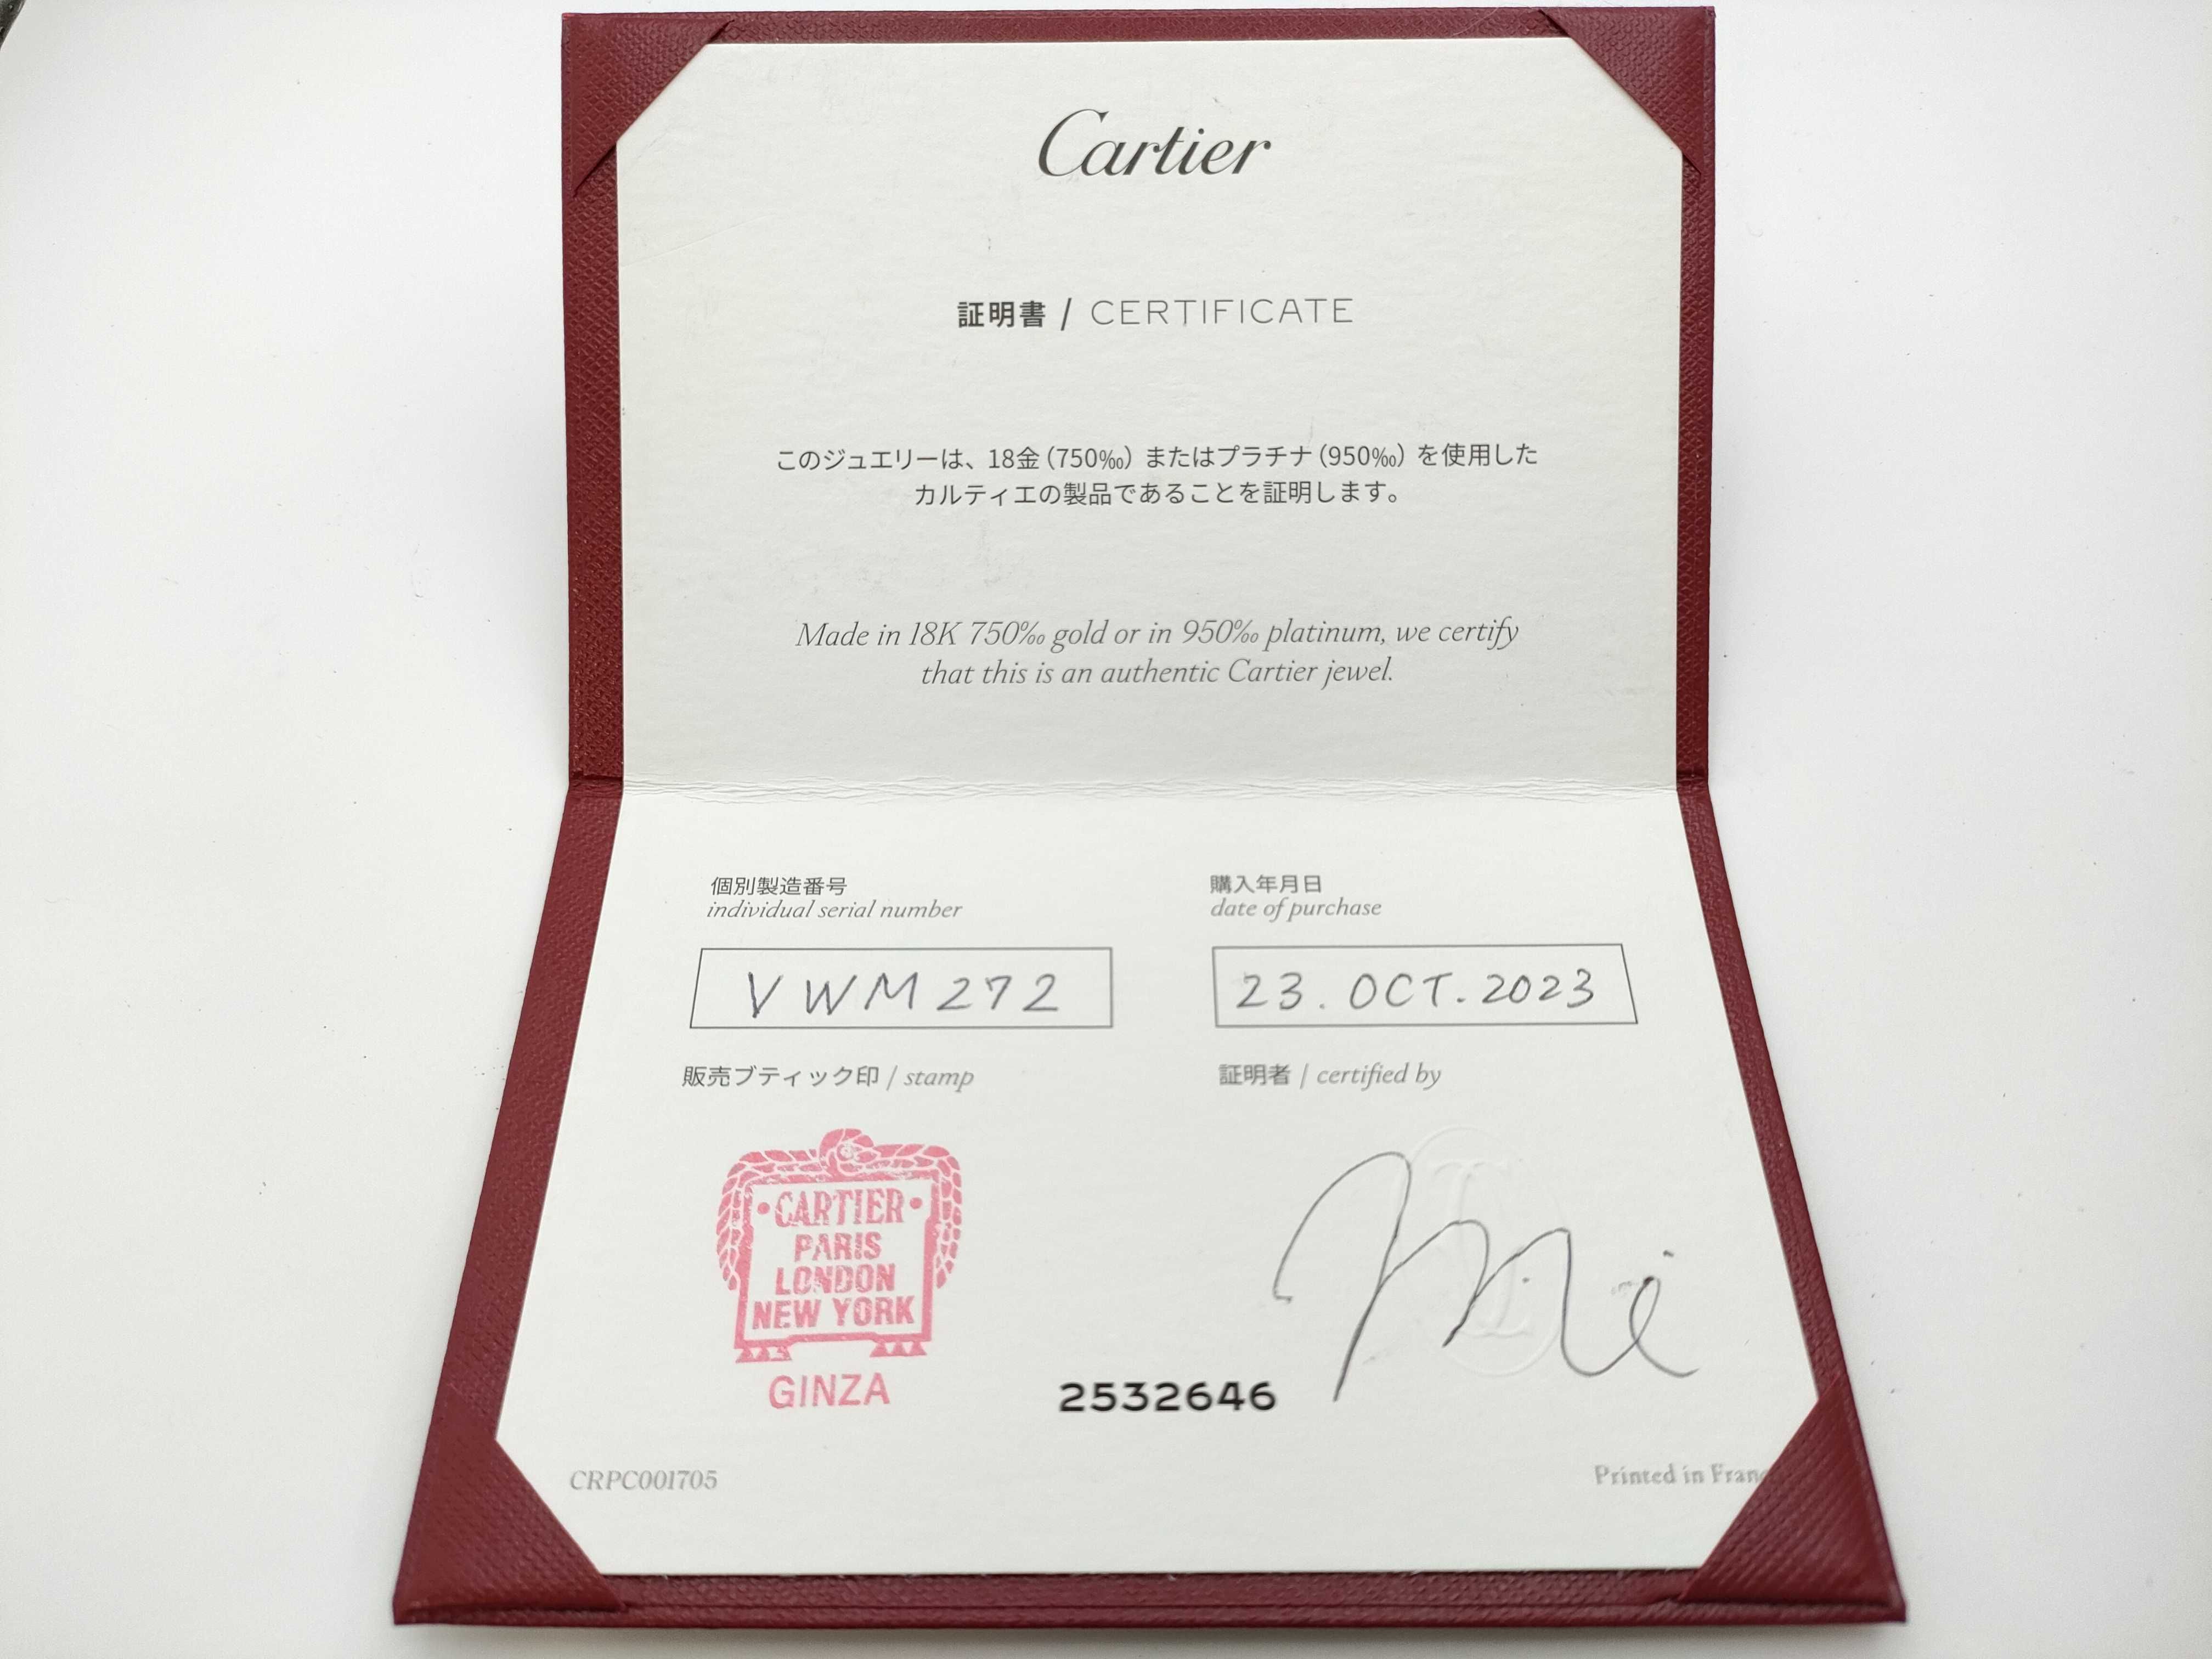 Cartier
証明書 / CERTIFICATE
このジュエリーは、18金（750‰）またはプラチナ（950‰）を使用した
カルティエの製品であることを証明します。
Made in 18K 750‰ gold or in 950‰ platinum, we certify
that this is an authentic Cartier jewel.
個別製造番号
individual serial number
VWM272
購入年月日
date of purchase
23. OCT. 2023
販売ブティック印 / stamp
・CARTIER・
PARIS
LONDON
NEW YORK
GINZA
証明者 / certified by
2532646
CRPC001705
Printed in Fran